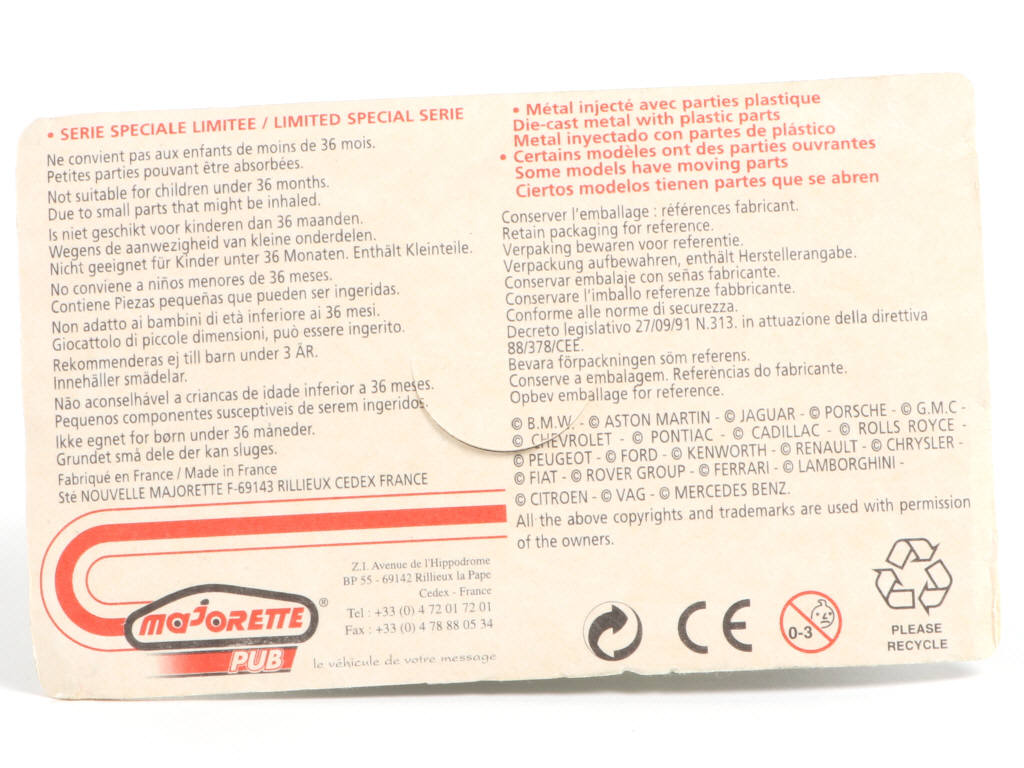 • SERIE SPECIALE LIMITEE / LIMITED SPECIAL SERIE
Ne convient pas aux enfants de moins de 36 mois.
Petites parties pouvant être absorbées.
Not suitable for children under 36 months.
Due to small parts that might be inhaled.
Is niet geschikt voor kinderen dan 36 maanden.
Wegens de aanwezigheid van kleine onderdelen.
Nicht geeignet für Kinder unter 36 Monaten. Enthält Kleinteile.
No conviene a niños menores de 36 meses.
Contiene Piezas pequeñas que pueden ser ingeridas.
Non adatto ai bambini di età inferiore ai 36 mesi.
Giocattolo di piccole dimensioni, può essere ingerito.
Rekommenderas ej till barn under 3 ÄR.
Innehäller smädelar.
Não aconselhável a criancas de idade inferior a 36 meses.
Pequenos componentes susceptiveis de serem ingeridos.
Ikke egnet for børn under 36 måneder.
Grundet små dele der kan sluges.
Fabriqué en France / Made in France
Sté NOUVELLE MAJORETTE F-69143 RILLIEUX CEDEX FRANCE
Z.I. Avenue de l'Hippodrome
BP 55 - 69142 Rillieux la Pape
Cedex - France
Tel : +33 (0) 4 72 01 72 01
Fax : +33 (0) 4 78 88 05 34
majorette ®
PUB
le véhicule de votre message
• Métal injecté avec parties plastique
Die-cast metal with plastic parts
Metal inyectado con partes de plástico
• Certains modèles ont des parties ouvrantes
Some models have moving parts
Ciertos modelos tienen partes que se abren
Conserver l'emballage : références fabricant.
Retain packaging for reference.
Verpaking bewaren voor referentie.
Verpackung aufbewahren, enthält Herstellerangabe.
Conservar embalaje con señas fabricante.
Conservare l'imballo referenze fabbricante.
Conforme alle norme di securezza.
Decreto legislativo 27/09/91 N.313. in attuazione della direttiva
88/378/CEE.
Bevara förpackningen söm referens.
Conserve a embalagem. Referències do fabricante.
Opbev emballage for reference.
© B.M.W. - © ASTON MARTIN - © JAGUAR - © PORSCHE - © G.M.C -
© CHEVROLET - © PONTIAC - © CADILLAC - © ROLLS ROYCE -
© PEUGEOT - © FORD - © KENWORTH - © RENAULT - © CHRYSLER -
© FIAT - © ROVER GROUP - © FERRARI - © LAMBORGHINI -
© CITROEN - © VAG - © MERCEDES BENZ.
All the above copyrights and trademarks are used with permission
of the owners.
CE
0-3
PLEASE
RECYCLE